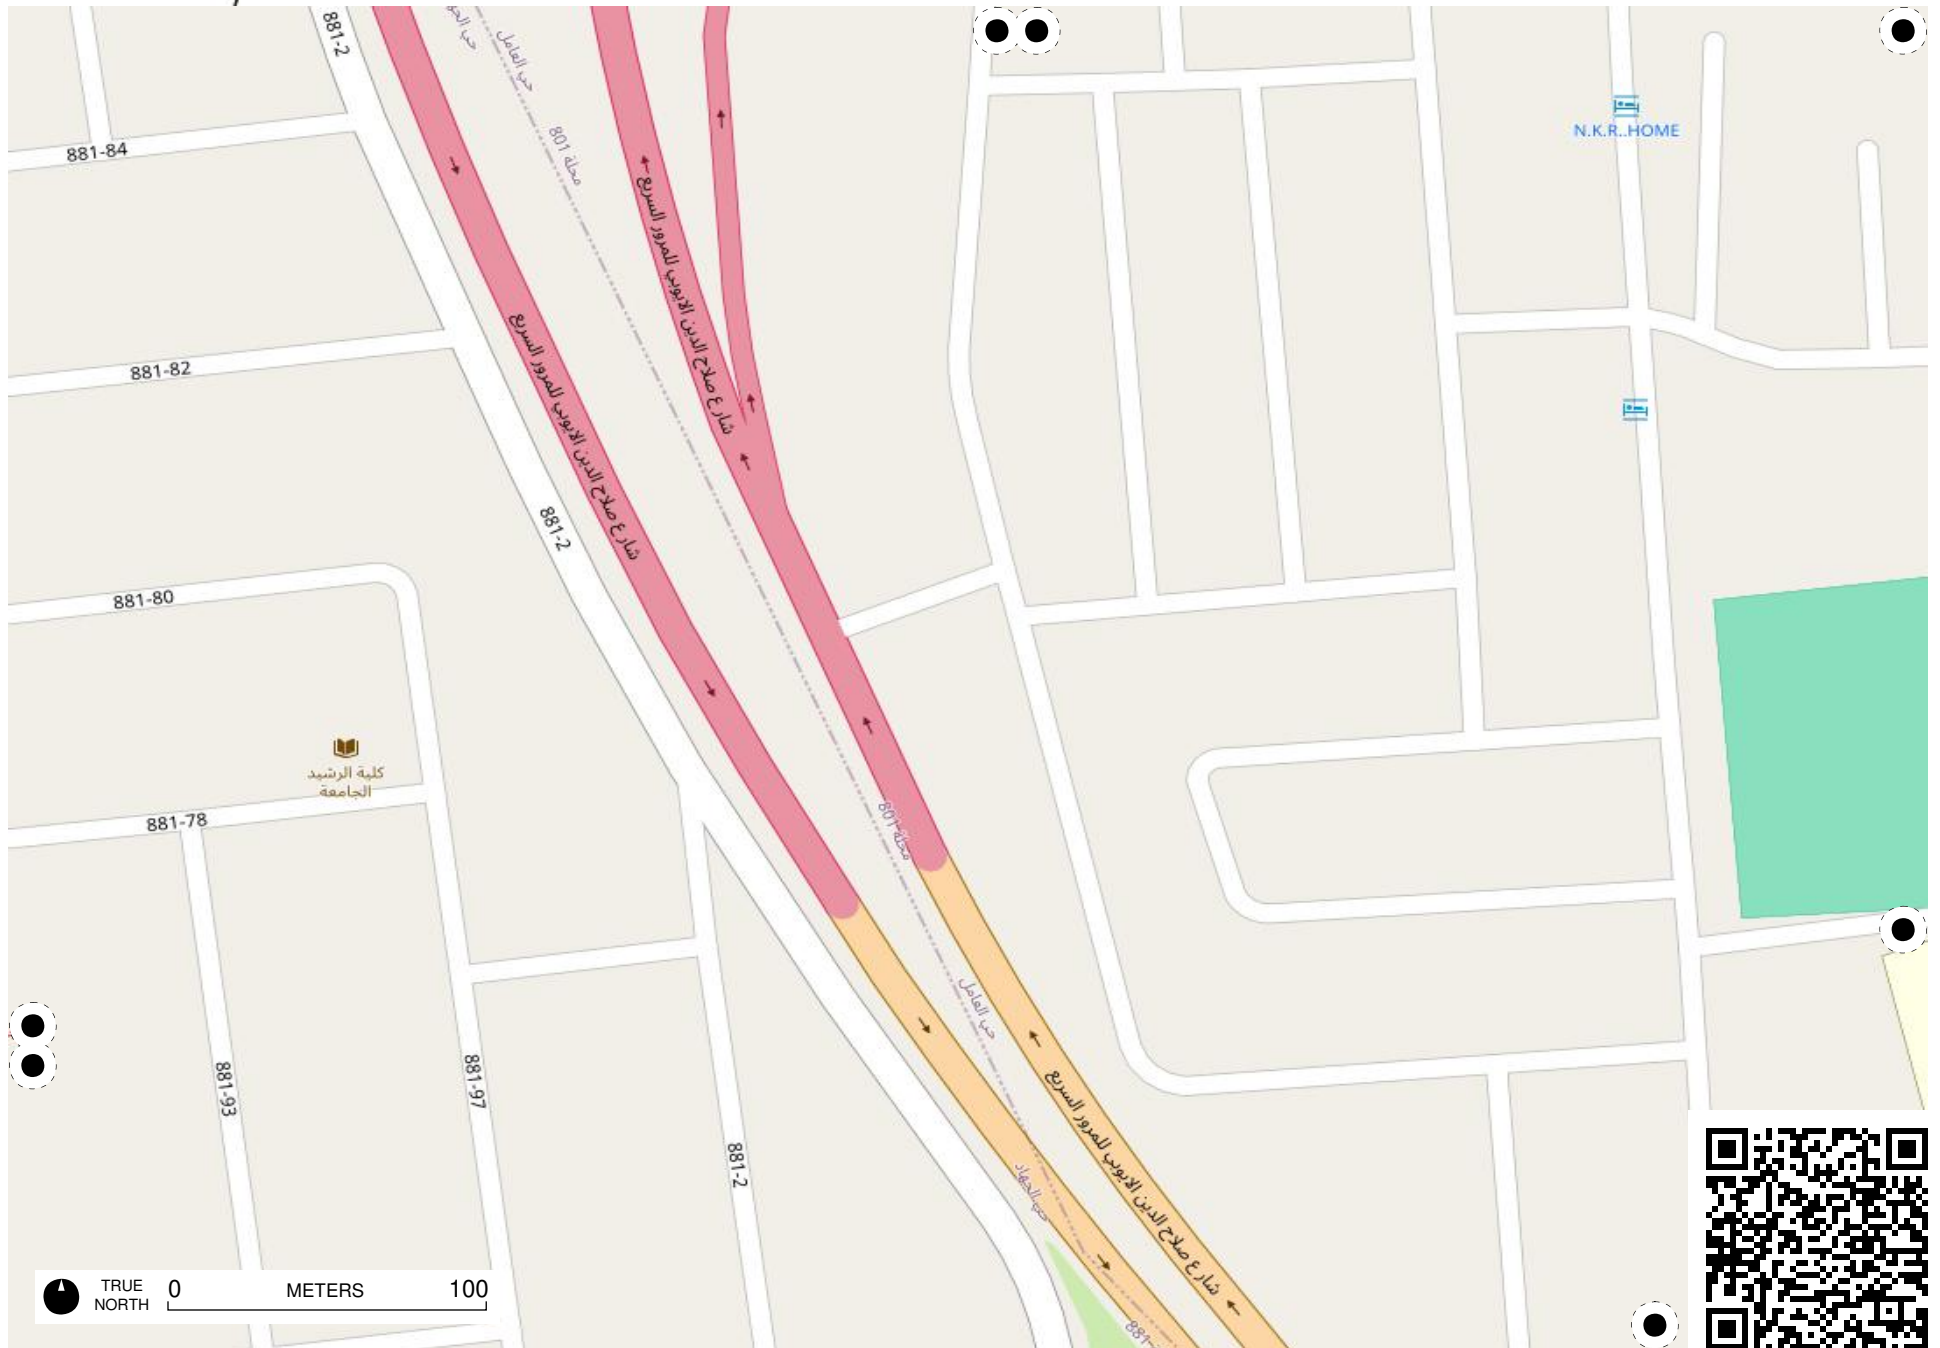 881-2
حي العامل
محلة 801
881-84
N.K.R. HOME
شارع صلاح الدين الايوبي للمرور السريع
شارع صلاح الدين الايوبي للمرور السريع
881-82
881-2
881-80
كلية الرشيد
الجامعة
881-78
محلة 801
حي العامل
881-93
881-97
شارع صلاح الدين الايوبي للمرور السريع
881-2
حي الجهاد
TRUE
NORTH
0 METERS 100